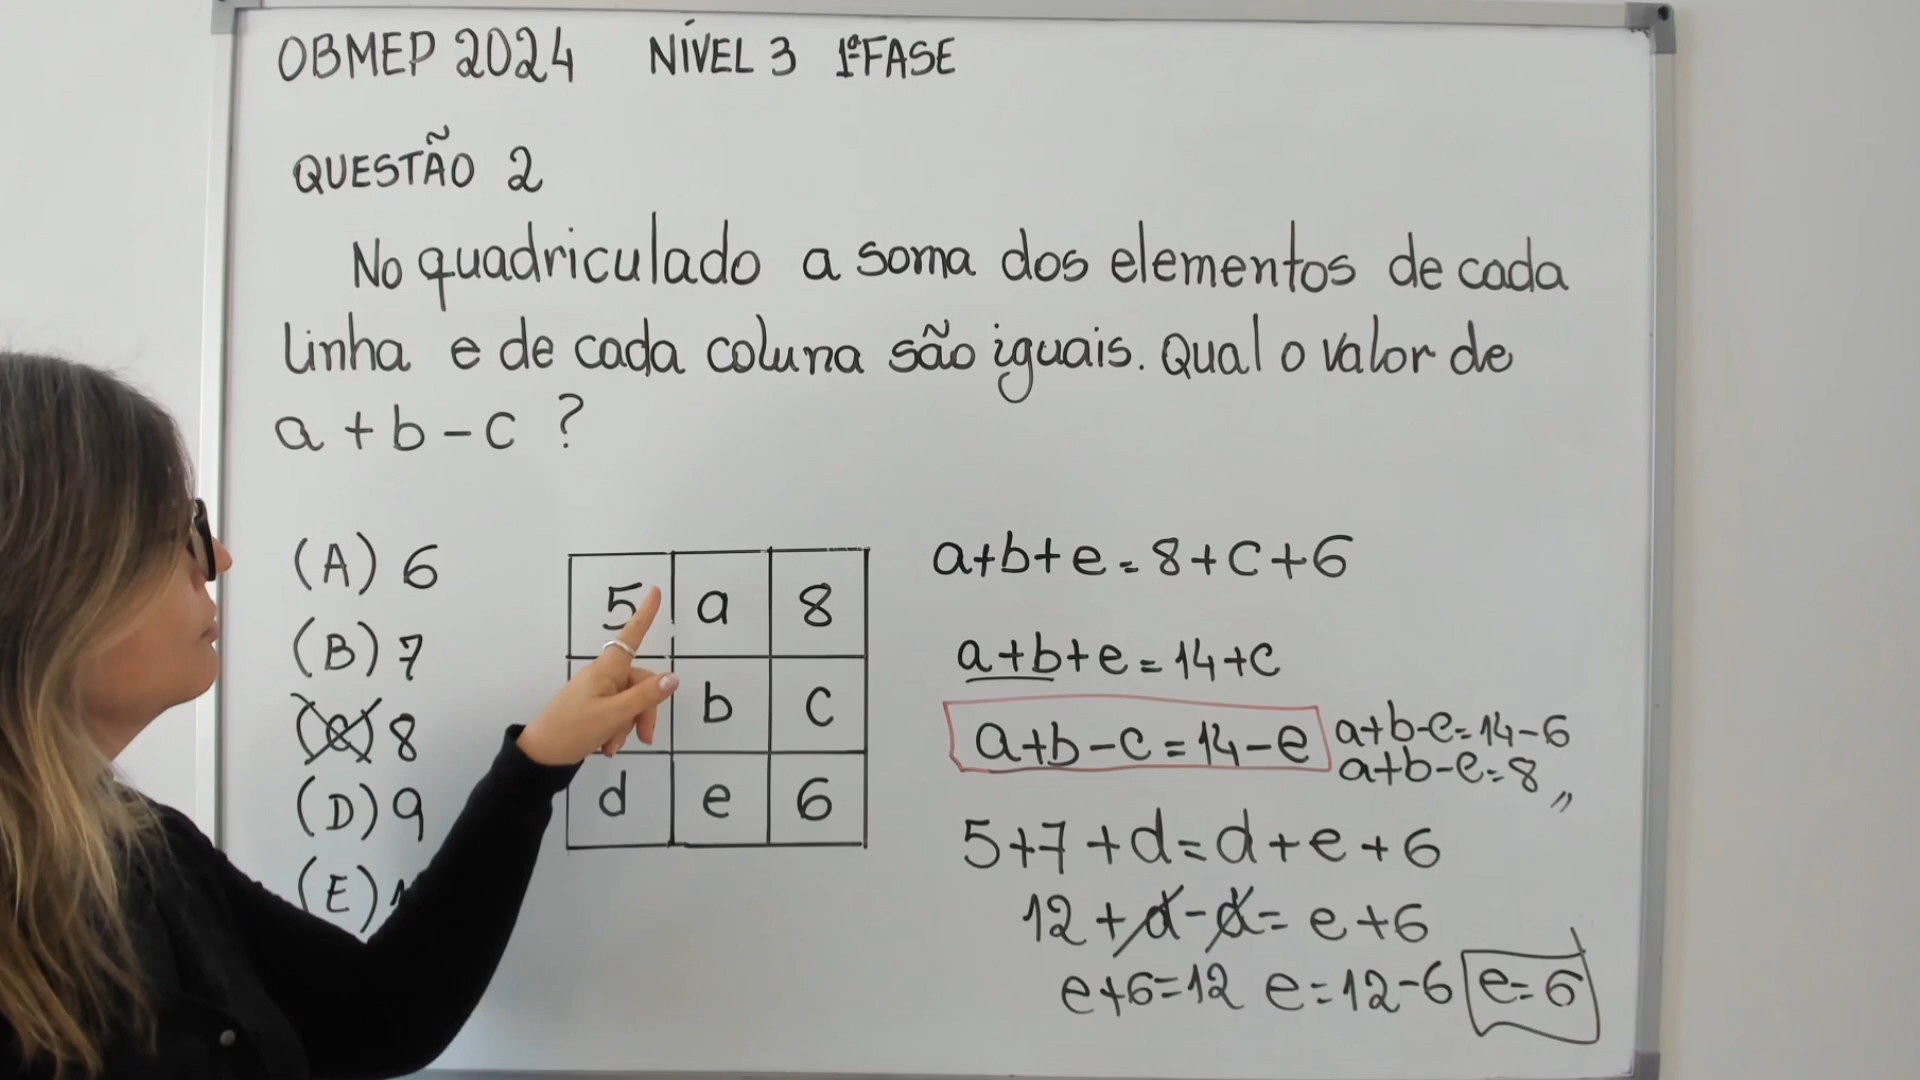 OBMEP 2024 NÍVEL 3 1ªFASE
QUESTÃO 2
No quadriculado a soma dos elementos de cada
linha e de cada coluna são iguais. Qual o valor de
a + b - c ?
(A) 6
(B) 7
(C) 8
(D) 9
(E)
5 a 8
b c
d e 6
a+b+e=8+c+6
a+b+e=14+c
a+b-c=14-e
a+b-e=14-6
a+b-e=8
5+7+d=d+e+6
12+d-d=e+6
e+6=12 e=12-6 e=6